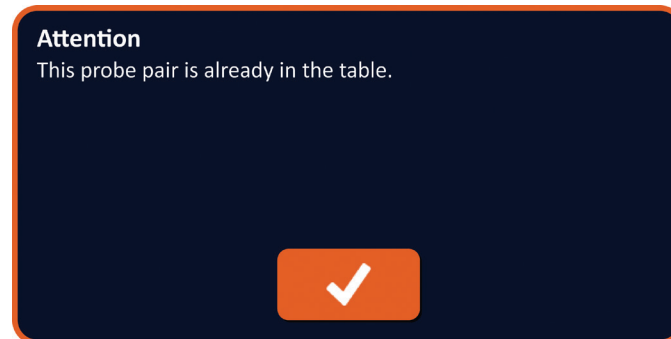 Attention
This probe pair is already in the table.